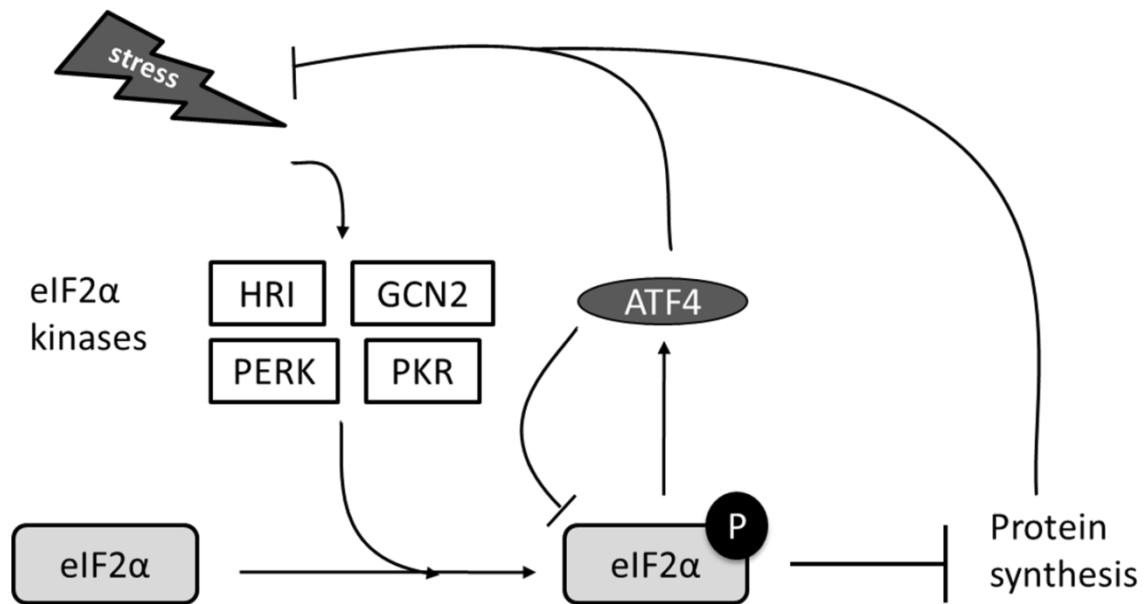 stress
eIF2α
kinases
HRI
GCN2
PERK
PKR
ATF4
eIF2α
eIF2α
P
Protein
synthesis